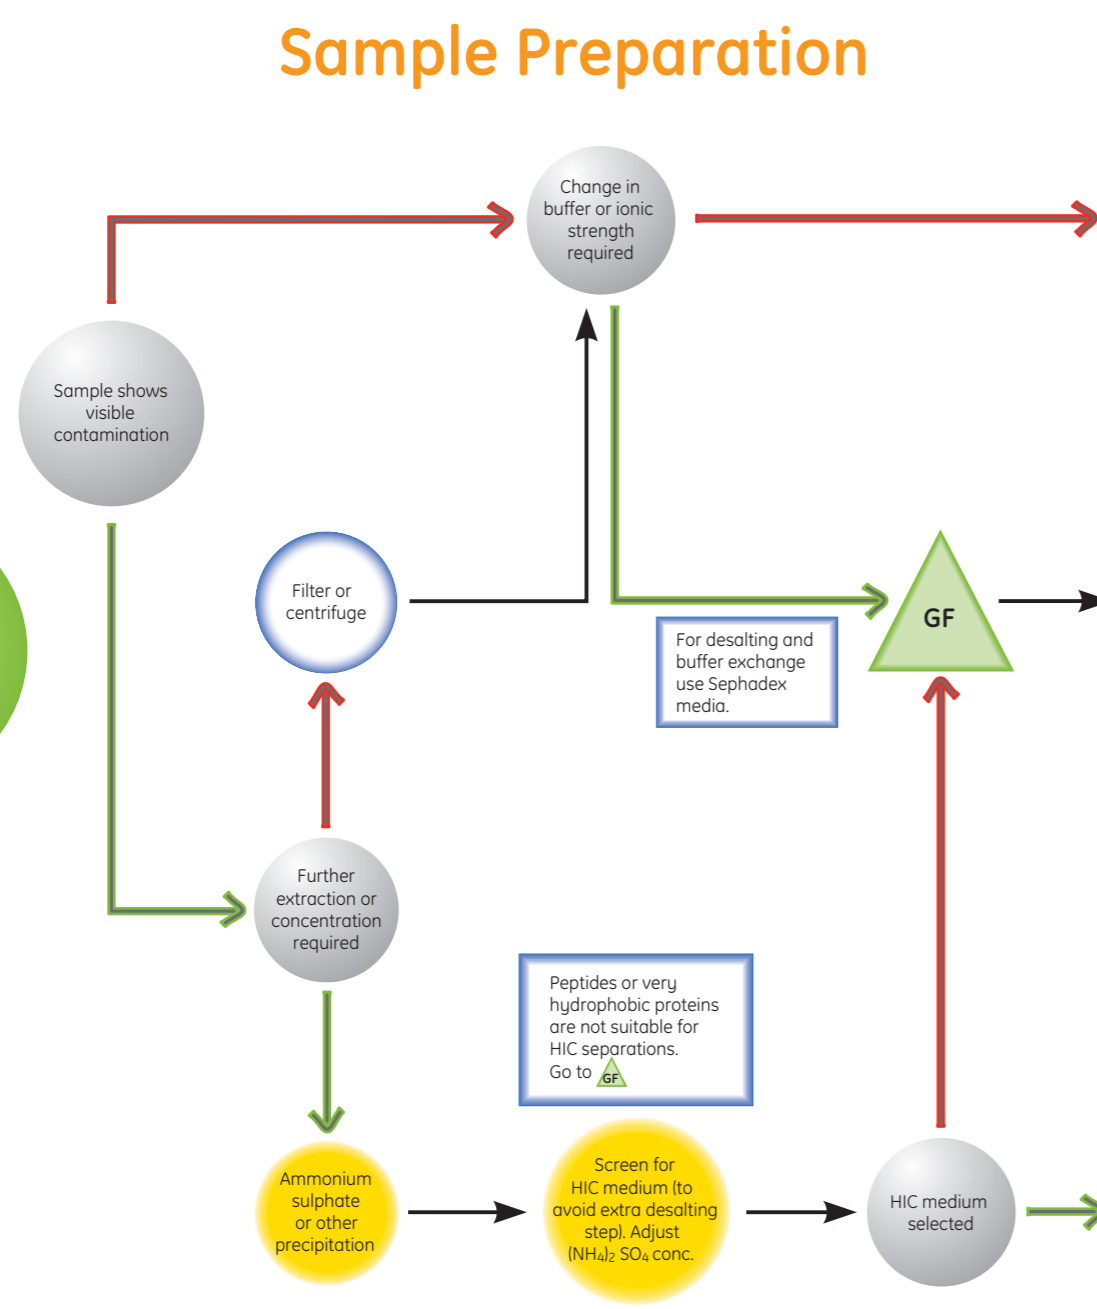 Sample Preparation
Change in
buffer or ionic
strength
required
Sample shows
visible
contamination
Filter or
centrifuge
GF
For desalting and
buffer exchange
use Sephadex
media.
Further
extraction or
concentration
required
Peptides or very
hydrophobic proteins
are not suitable for
HIC separations.
Go to GF
Ammonium
sulphate
or other
precipitation
Screen for
HIC medium (to
avoid extra desalting
step). Adjust
(NH₄)₂ SO₄ conc.
HIC medium
selected